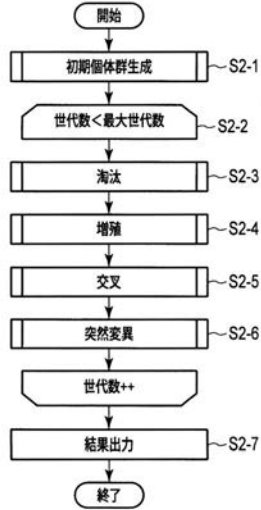 開始
初期個体群生成 S2-1
世代数<最大世代数 S2-2
淘汰 S2-3
増殖 S2-4
交叉 S2-5
突然変異 S2-6
世代数++
結果出力 S2-7
終了